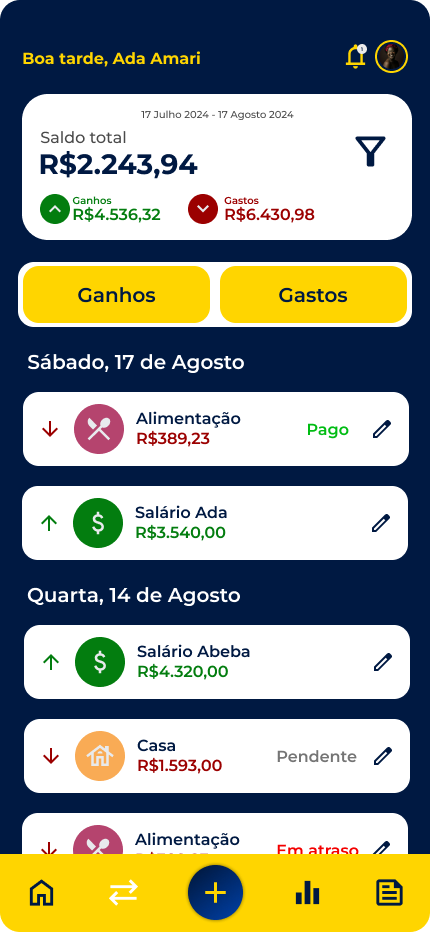 Boa tarde, Ada Amari
17 Julho 2024 - 17 Agosto 2024
Saldo total
R$2.243,94
Ganhos
R$4.536,32
Gastos
R$6.430,98
Ganhos
Gastos
Sábado, 17 de Agosto
Alimentação
R$389,23
Pago
Salário Ada
R$3.540,00
Quarta, 14 de Agosto
Salário Abeba
R$4.320,00
Casa
R$1.593,00
Pendente
Alimentação
Em atraso